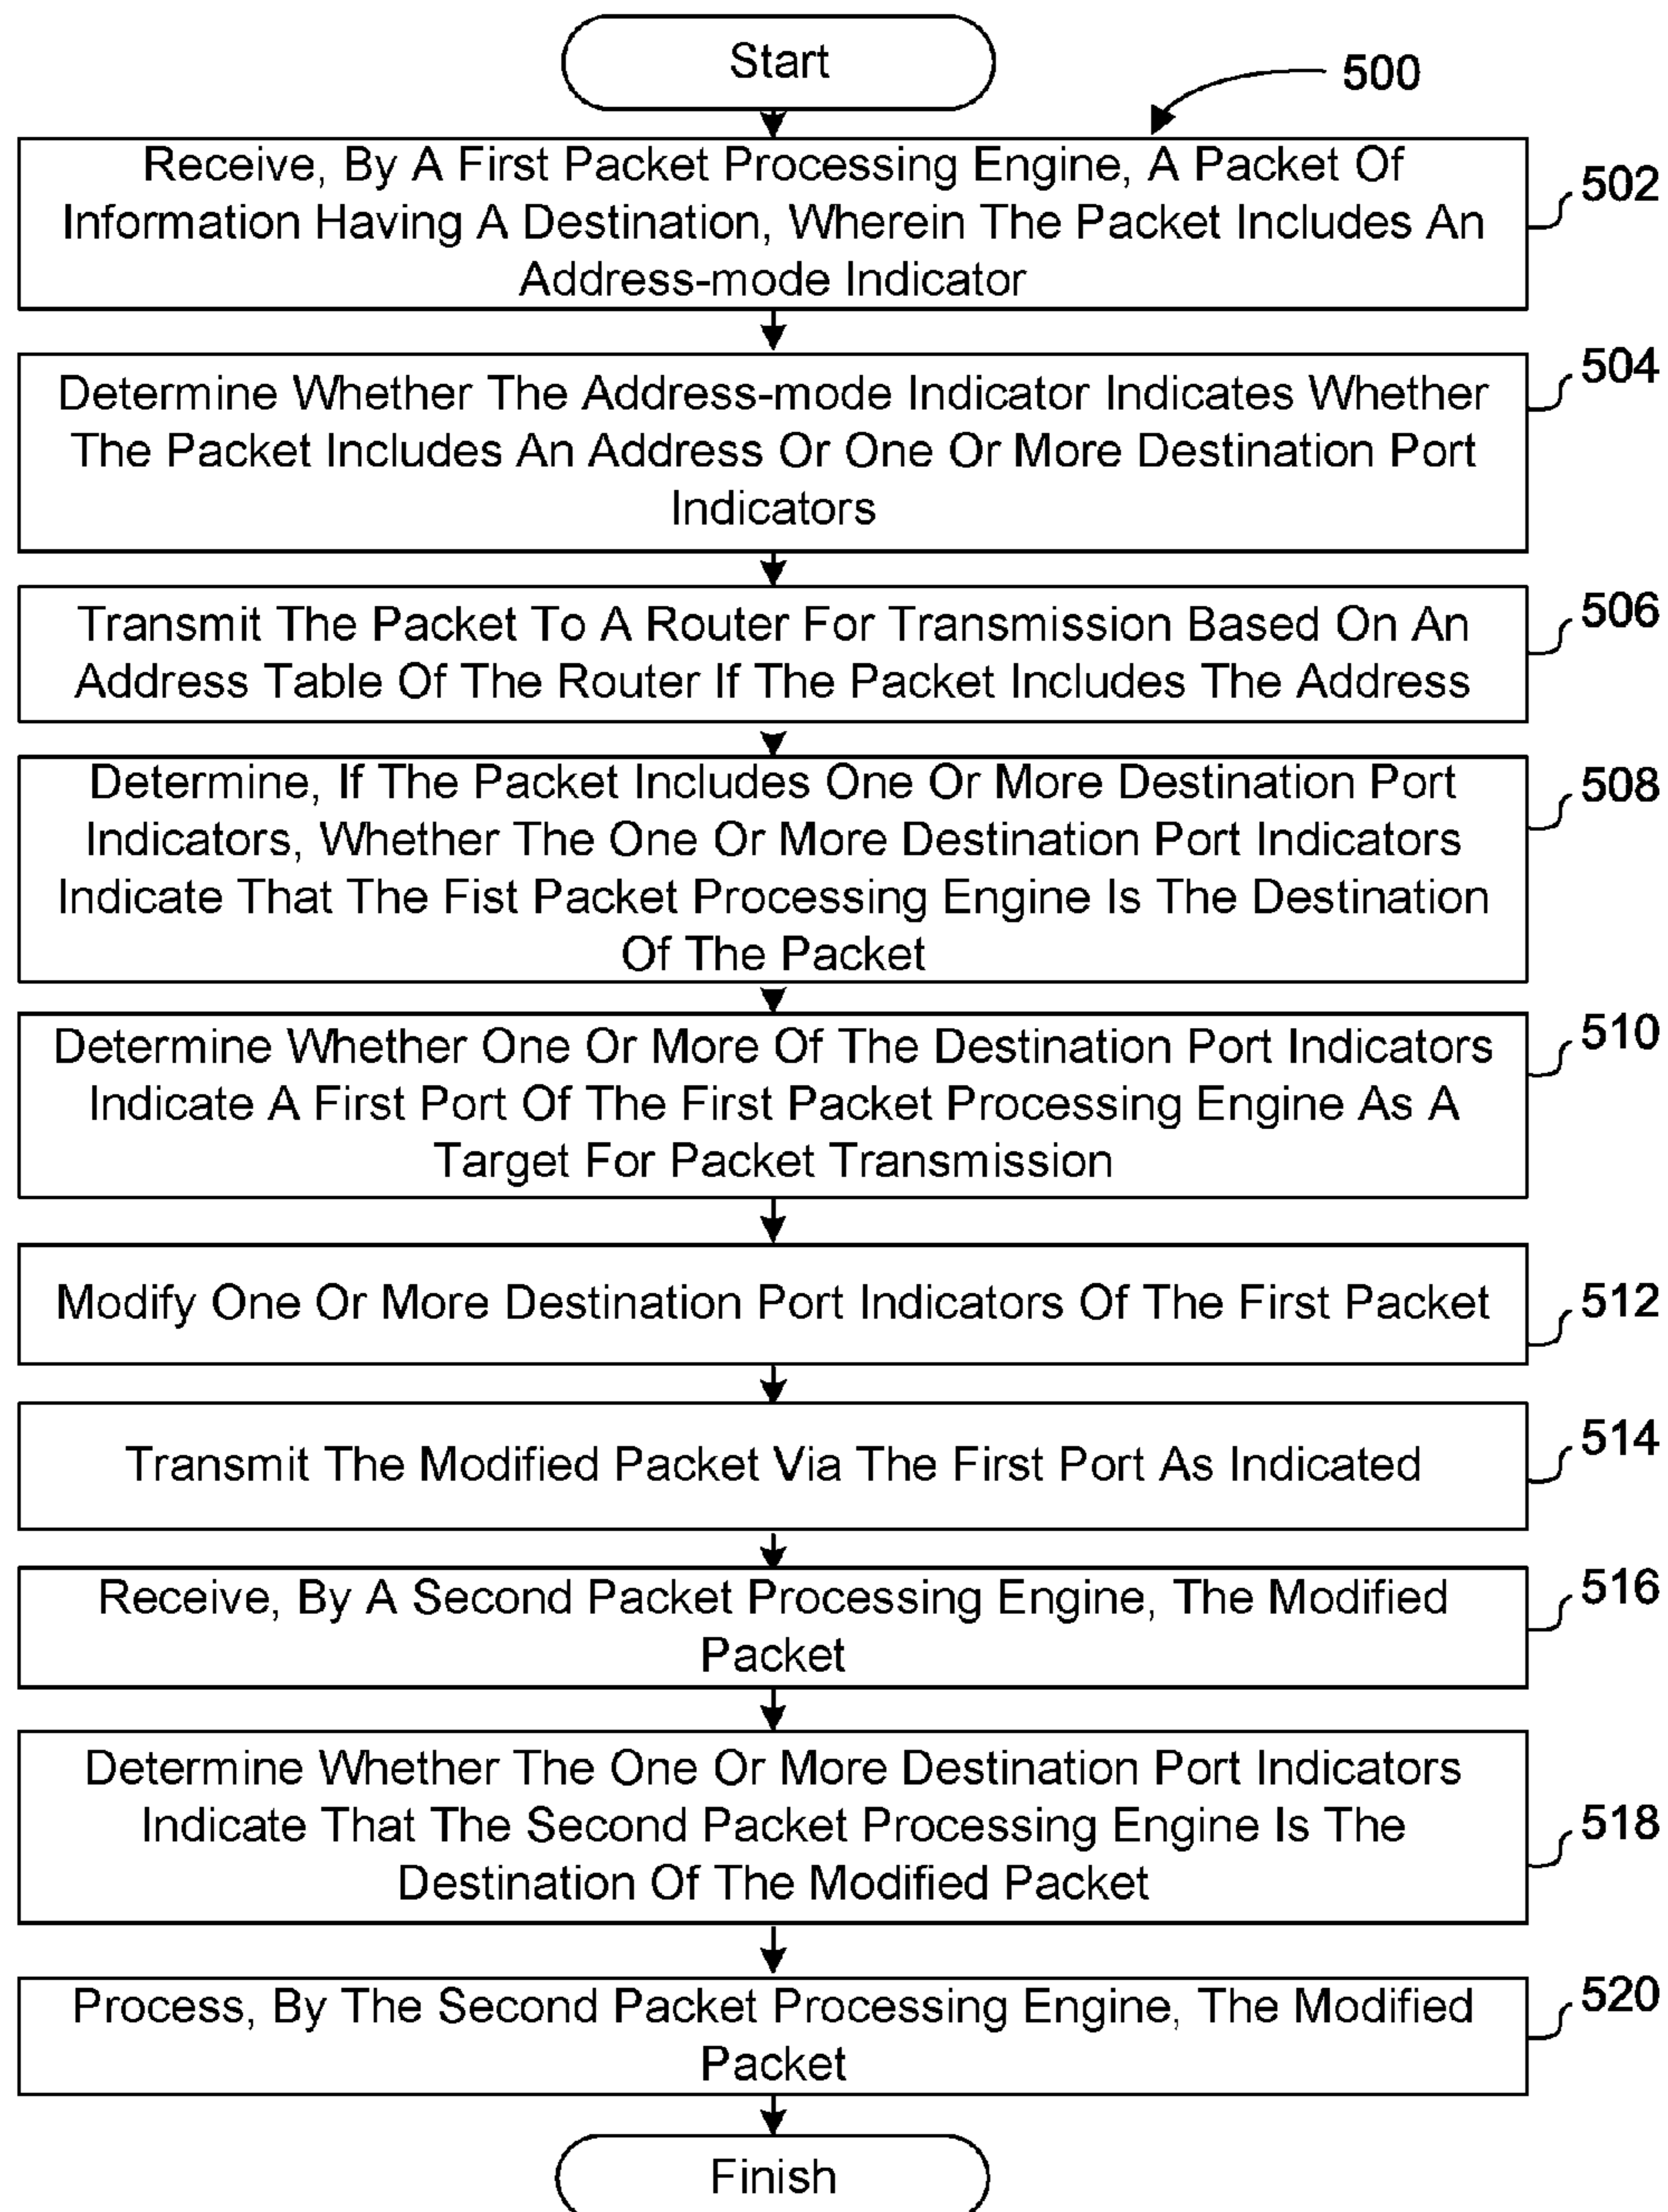 Start
500
Receive, By A First Packet Processing Engine, A Packet Of
Information Having A Destination, Wherein The Packet Includes An
Address-mode Indicator
502
Determine Whether The Address-mode Indicator Indicates Whether
The Packet Includes An Address Or One Or More Destination Port
Indicators
504
Transmit The Packet To A Router For Transmission Based On An
Address Table Of The Router If The Packet Includes The Address
506
Determine, If The Packet Includes One Or More Destination Port
Indicators, Whether The One Or More Destination Port Indicators
Indicate That The Fist Packet Processing Engine Is The Destination
Of The Packet
508
Determine Whether One Or More Of The Destination Port Indicators
Indicate A First Port Of The First Packet Processing Engine As A
Target For Packet Transmission
510
Modify One Or More Destination Port Indicators Of The First Packet
512
Transmit The Modified Packet Via The First Port As Indicated
514
Receive, By A Second Packet Processing Engine, The Modified
Packet
516
Determine Whether The One Or More Destination Port Indicators
Indicate That The Second Packet Processing Engine Is The
Destination Of The Modified Packet
518
Process, By The Second Packet Processing Engine, The Modified
Packet
520
Finish